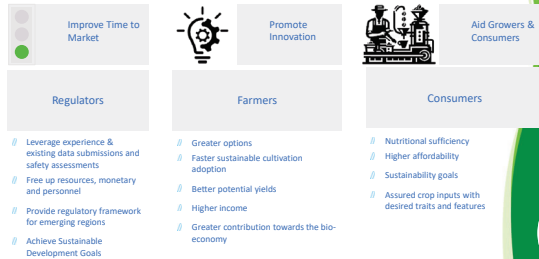 Improve Time to
Market
Promote
Innovation
Aid Growers &
Consumers
Regulators
Farmers
Consumers
// Leverage experience &
existing data submissions and
safety assessments
// Free up resources, monetary
and personnel
// Provide regulatory framework
for emerging regions
// Achieve Sustainable
Development Goals
// Greater options
// Faster sustainable cultivation
adoption
// Better potential yields
// Higher income
// Greater contribution towards the bio-
economy
// Nutritional sufficiency
// Higher affordability
// Sustainability goals
// Assured crop inputs with
desired traits and features